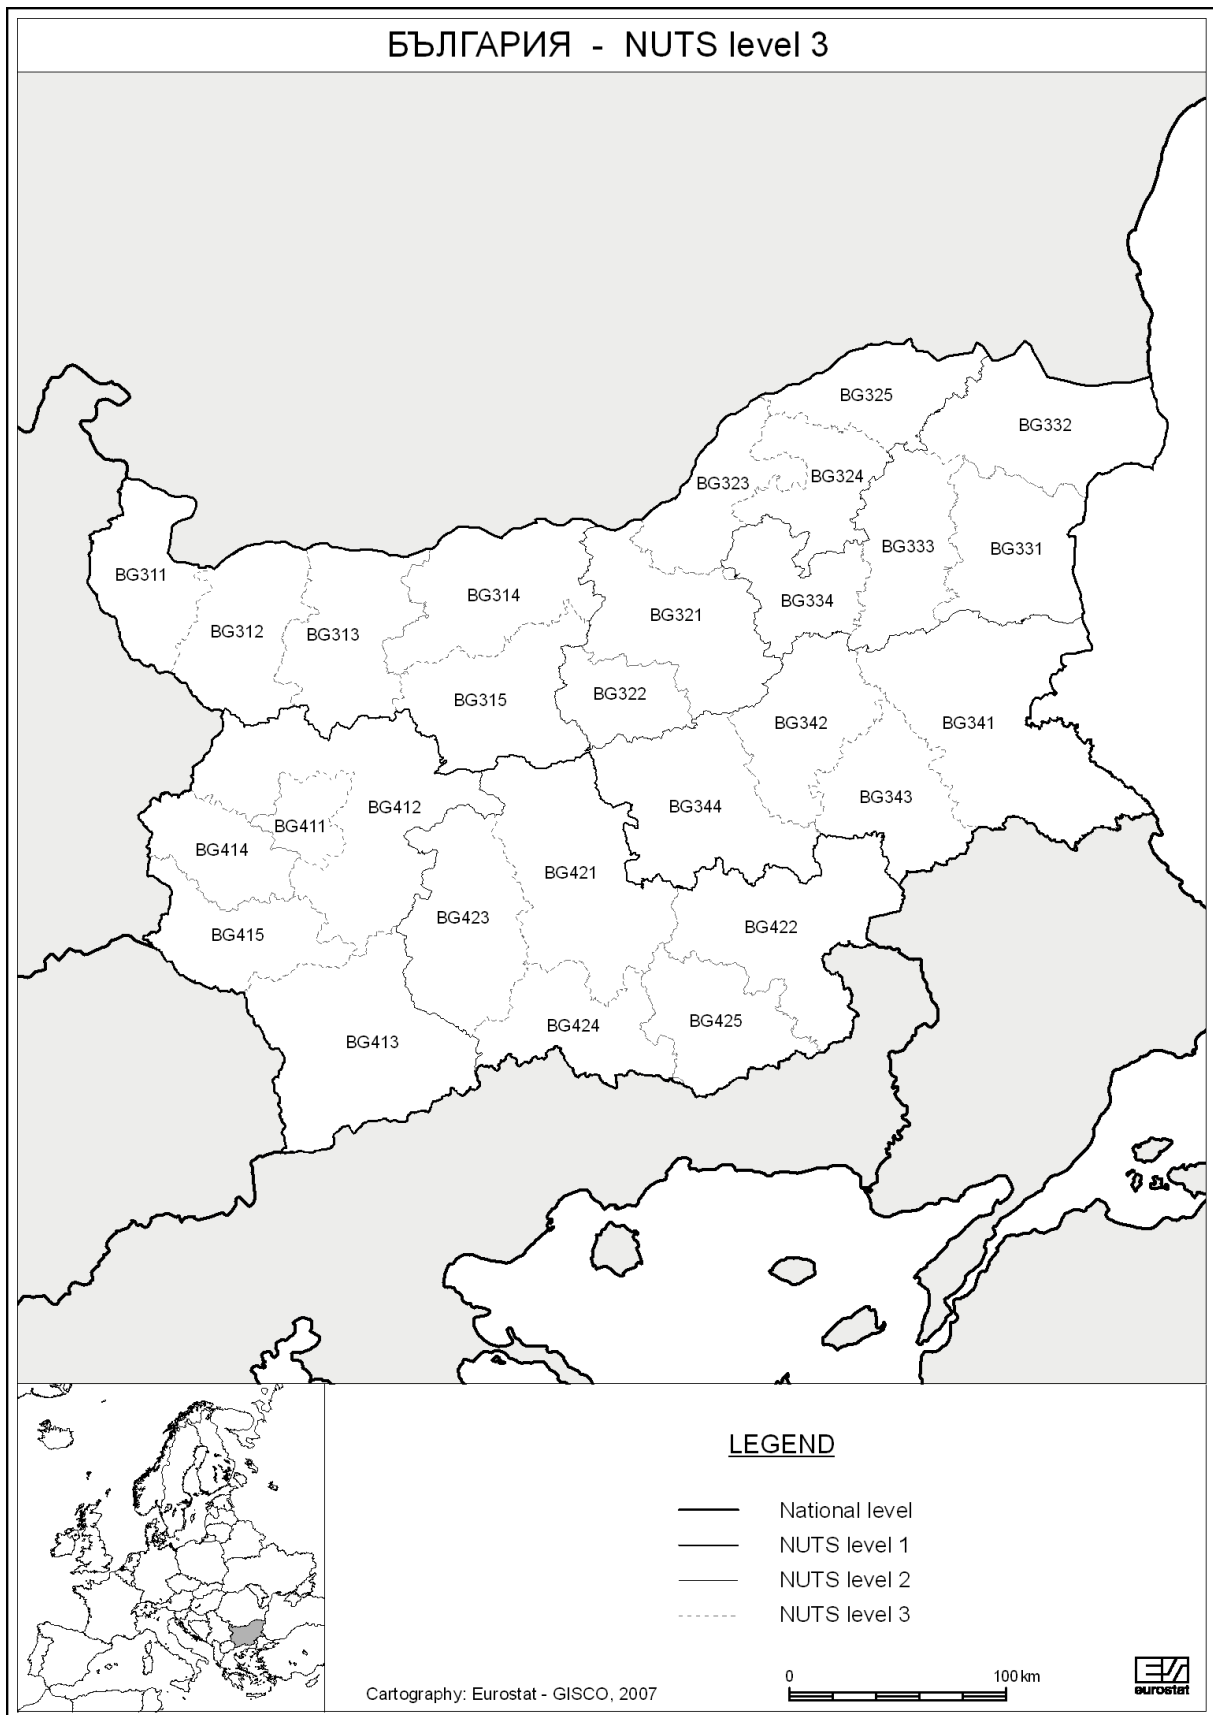 БЪЛГАРИЯ - NUTS level 3
BG325
BG332
BG323
BG324
BG333
BG331
BG311
BG314
BG334
BG321
BG312
BG313
BG322
BG315
BG342
BG341
BG343
BG412
BG344
BG411
BG414
BG421
BG423
BG422
BG415
BG424
BG425
BG413
LEGEND
National level
NUTS level 1
NUTS level 2
NUTS level 3
0 100 km
Cartography: Eurostat - GISCO, 2007
eurostat